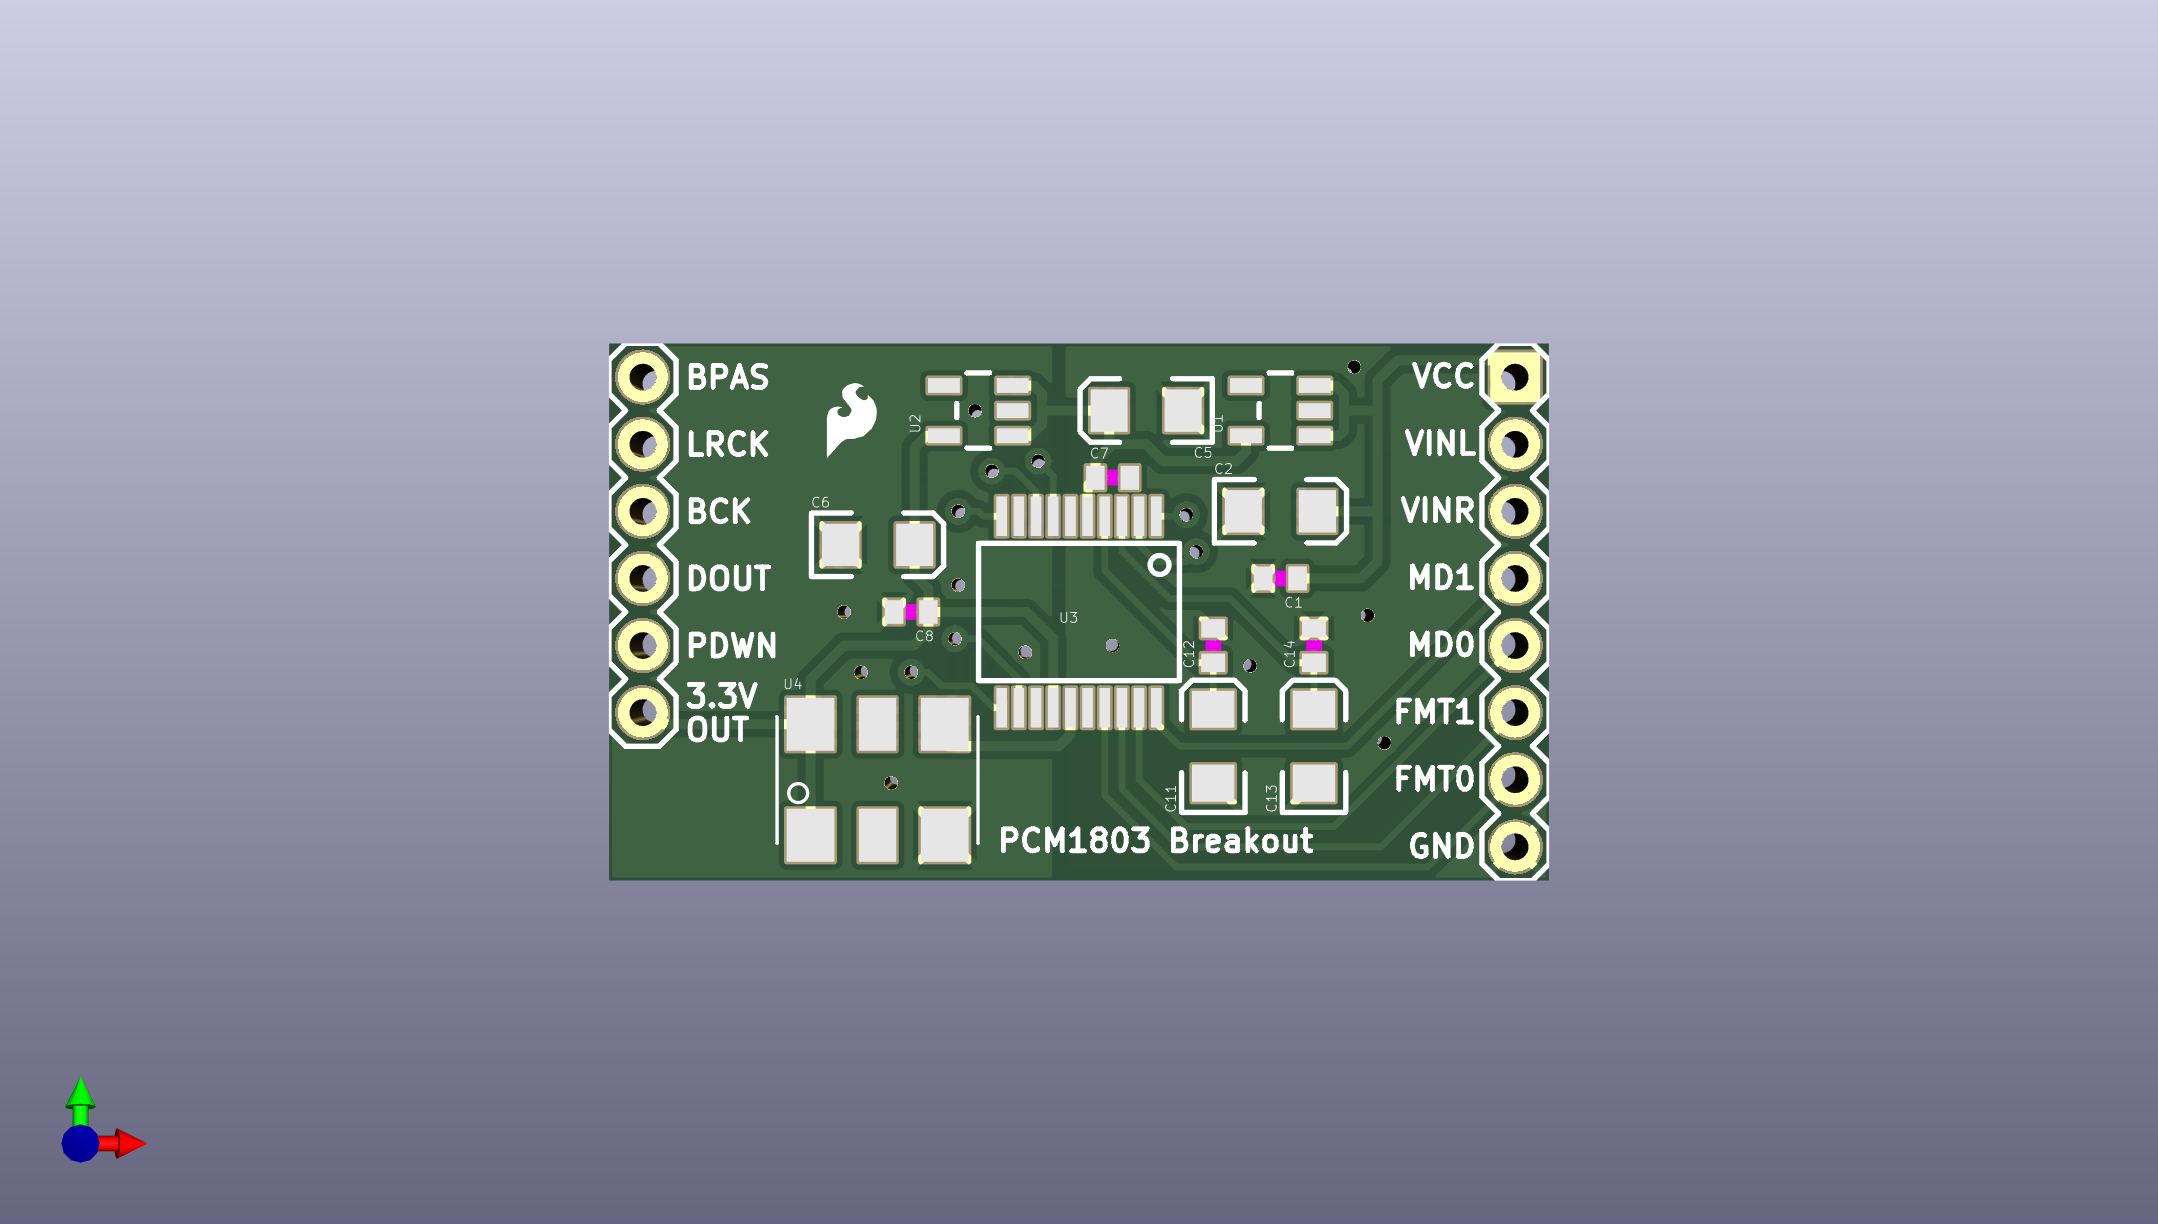 BPAS
LRCK
BCK
DOUT
PDWN
3.3V
OUT
U2
C7
C5
U1
C2
C6
C1
C8
U3
C12
C14
U4
C11
C13
PCM1803 Breakout
VCC
VINL
VINR
MD1
MD0
FMT1
FMT0
GND